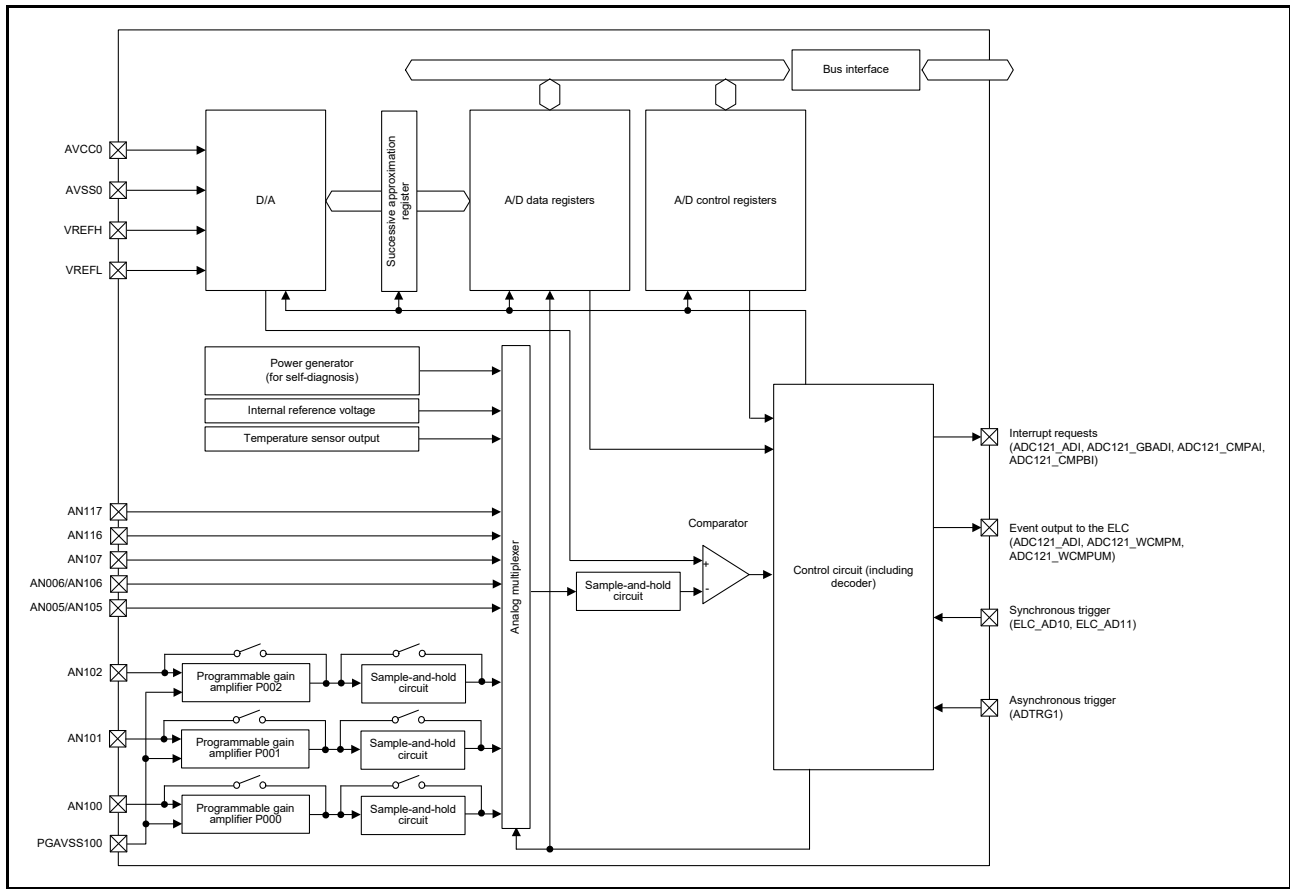 Bus interface
AVCC0
AVSS0
VREFH
VREFL
D/A
Successive approximation
register
A/D data registers
A/D control registers
Power generator
(for self-diagnosis)
Internal reference voltage
Temperature sensor output
AN117
AN116
AN107
AN006/AN106
AN005/AN105
Analog multiplexer
Comparator
+
-
Sample-and-hold
circuit
Control circuit (including
decoder)
Interrupt requests
(ADC121_ADI, ADC121_GBADI, ADC121_CMPAI,
ADC121_CMPBI)
Event output to the ELC
(ADC121_ADI, ADC121_WCMPM,
ADC121_WCMPUM)
Synchronous trigger
(ELC_AD10, ELC_AD11)
Asynchronous trigger
(ADTRG1)
AN102
Programmable gain
amplifier P002
Sample-and-hold
circuit
AN101
Programmable gain
amplifier P001
Sample-and-hold
circuit
AN100
Programmable gain
amplifier P000
Sample-and-hold
circuit
PGAVSS100